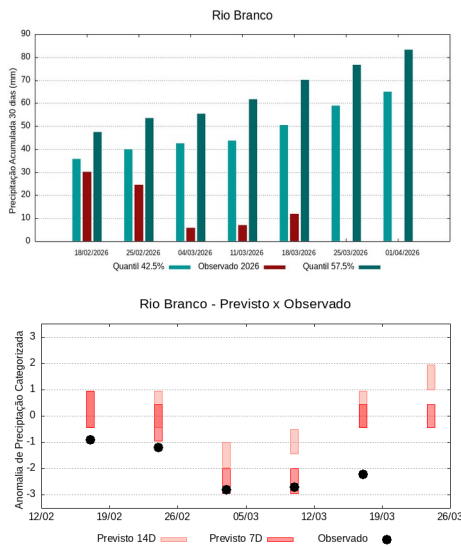 Rio Branco
Precipitação Acumulada 30 dias (mm)
90
80
70
60
50
40
30
20
10
0
18/02/2026 25/02/2026 04/03/2026 11/03/2026 18/03/2026 25/03/2026 01/04/2026
Quantil 42.5% Observado 2026 Quantil 57.5%
Rio Branco - Previsto x Observado
Anomalia de Preciptação Categorizada
3
2
1
0
-1
-2
-3
12/02 19/02 26/02 05/03 12/03 19/03 26/03
Previsto 14D Previsto 7D Observado